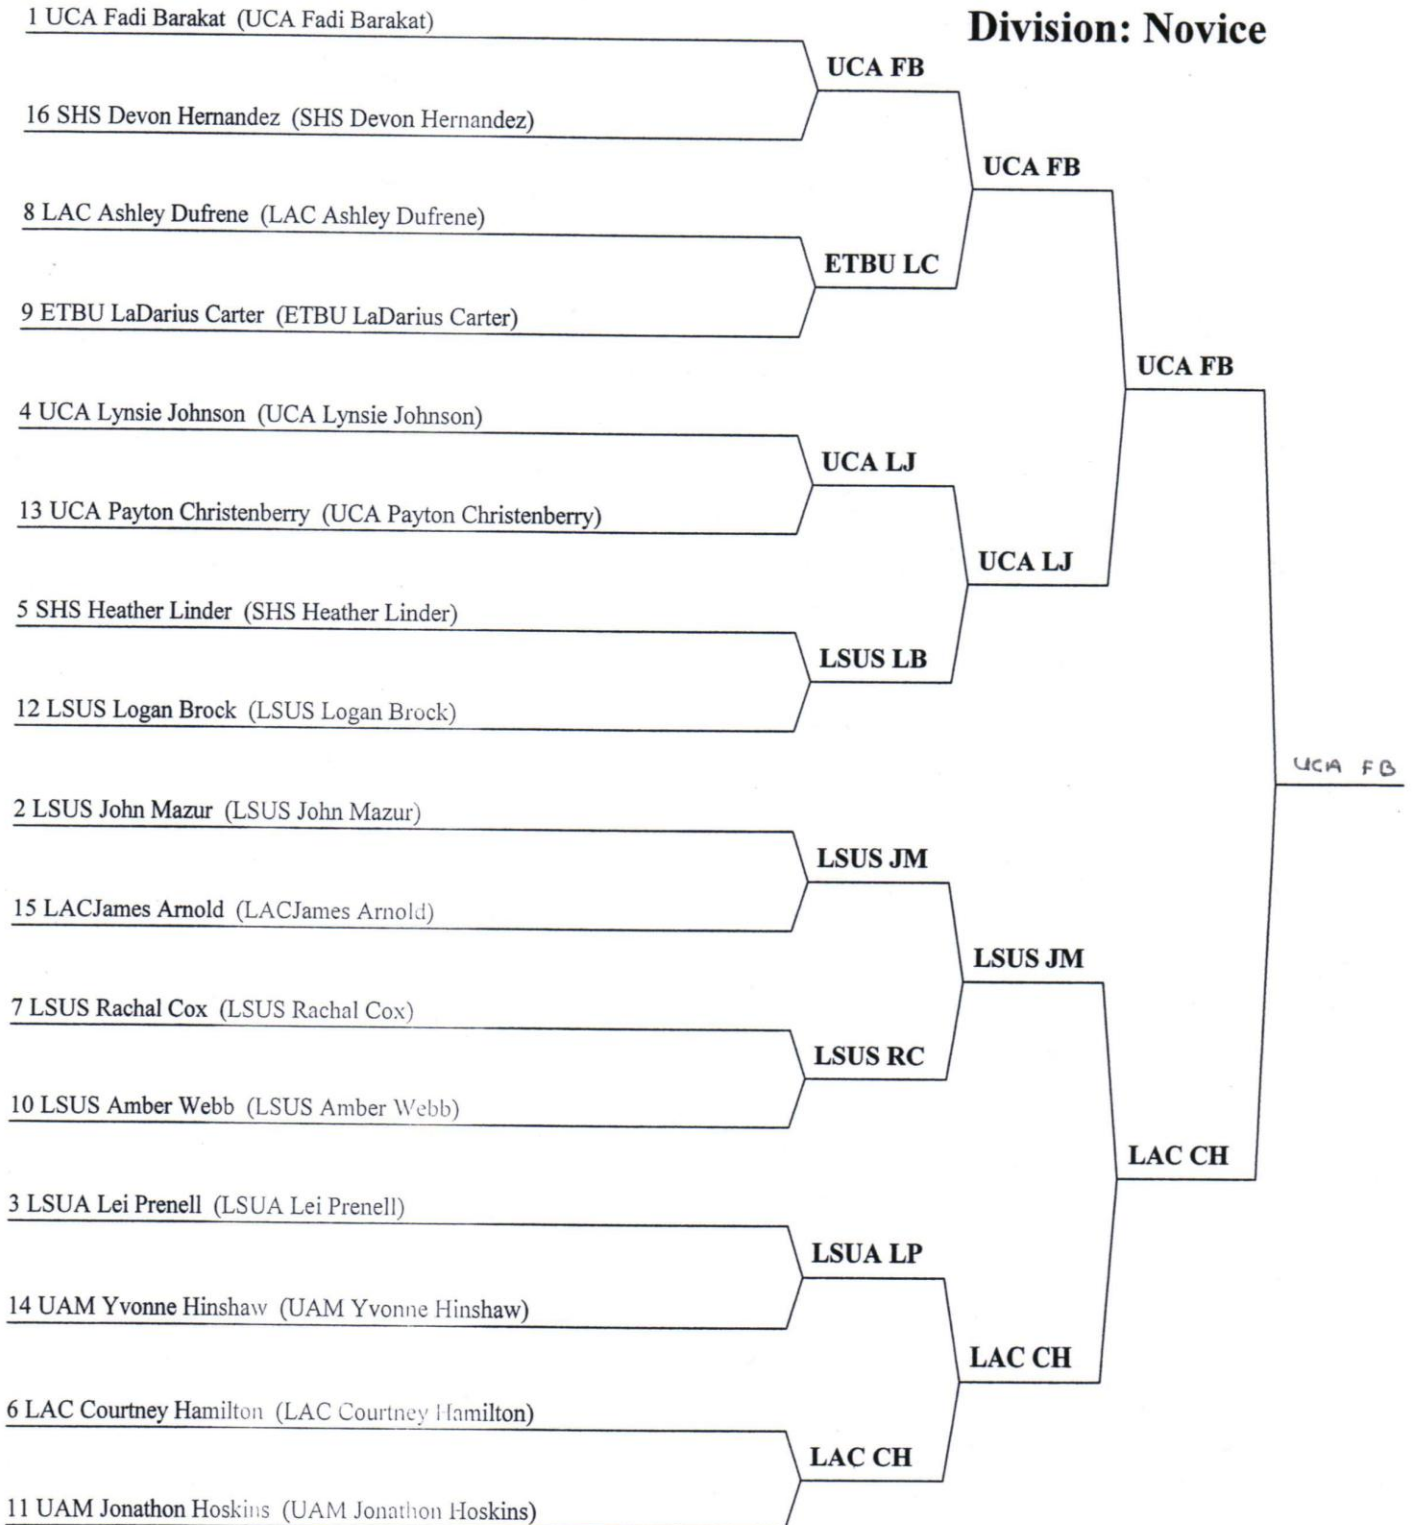 Division: Novice
1 UCA Fadi Barakat (UCA Fadi Barakat)
UCA FB
16 SHS Devon Hernandez (SHS Devon Hernandez)
UCA FB
8 LAC Ashley Dufrene (LAC Ashley Dufrene)
ETBU LC
9 ETBU LaDarius Carter (ETBU LaDarius Carter)
UCA FB
4 UCA Lynsie Johnson (UCA Lynsie Johnson)
UCA LJ
13 UCA Payton Christenberry (UCA Payton Christenberry)
UCA LJ
5 SHS Heather Linder (SHS Heather Linder)
LSUS LB
12 LSUS Logan Brock (LSUS Logan Brock)
UCA FB
2 LSUS John Mazur (LSUS John Mazur)
LSUS JM
15 LACJames Arnold (LACJames Arnold)
LSUS JM
7 LSUS Rachal Cox (LSUS Rachal Cox)
LSUS RC
10 LSUS Amber Webb (LSUS Amber Webb)
LAC CH
3 LSUA Lei Prenell (LSUA Lei Prenell)
LSUA LP
14 UAM Yvonne Hinshaw (UAM Yvonne Hinshaw)
LAC CH
6 LAC Courtney Hamilton (LAC Courtney Hamilton)
LAC CH
11 UAM Jonathon Hoskins (UAM Jonathon Hoskins)